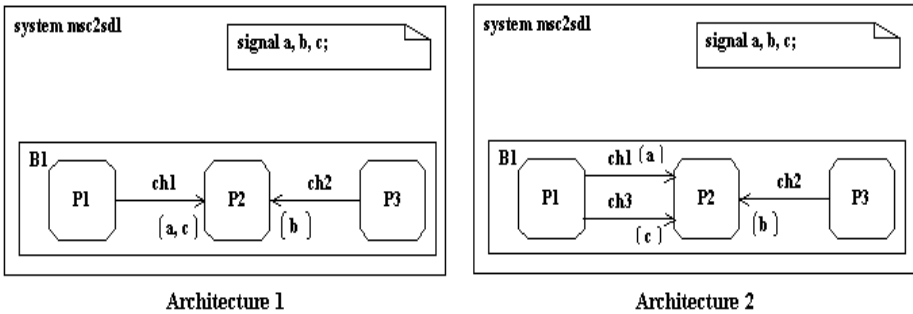 system msc2sdl
signal a, b, c;
B1
P1
ch1
(a, c)
P2
ch2
(b)
P3
Architecture 1
system msc2sdl
signal a, b, c;
B1
P1
ch1 (a)
ch3
(c)
P2
ch2
(b)
P3
Architecture 2